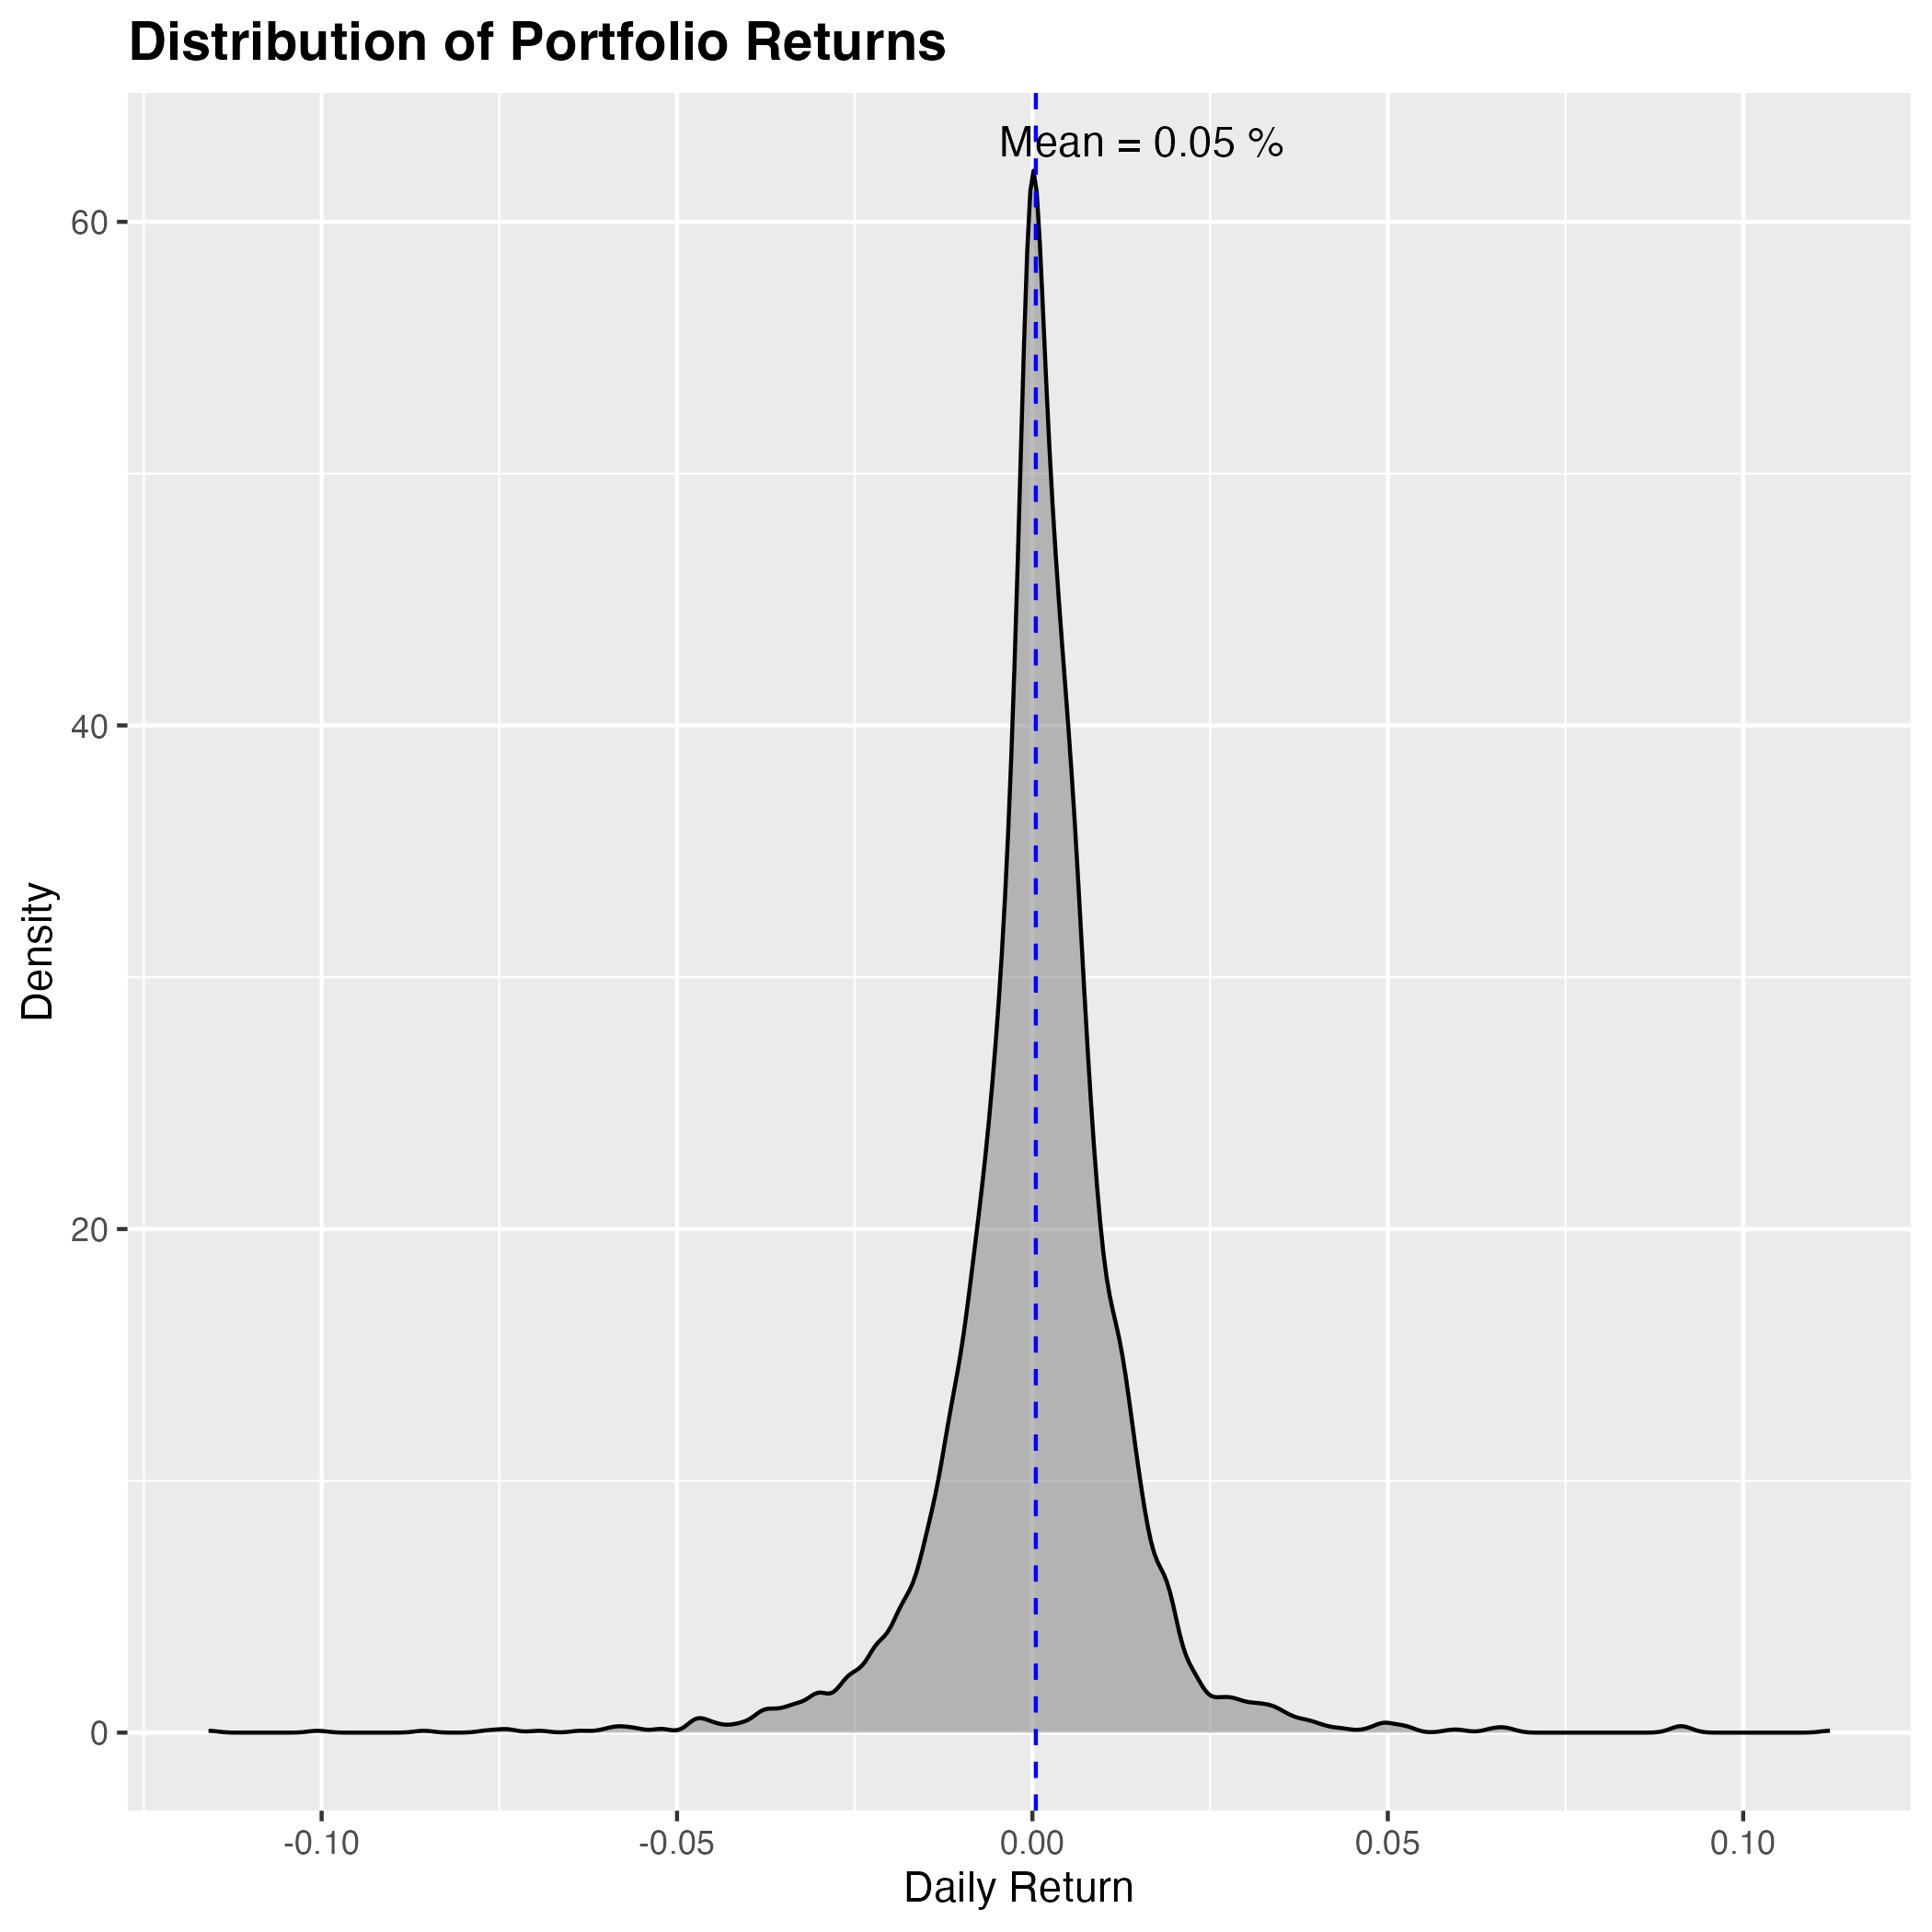 Distribution of Portfolio Returns
Mean = 0.05 %
60
40
20
0
Density
-0.10
-0.05
0.00
0.05
0.10
Daily Return